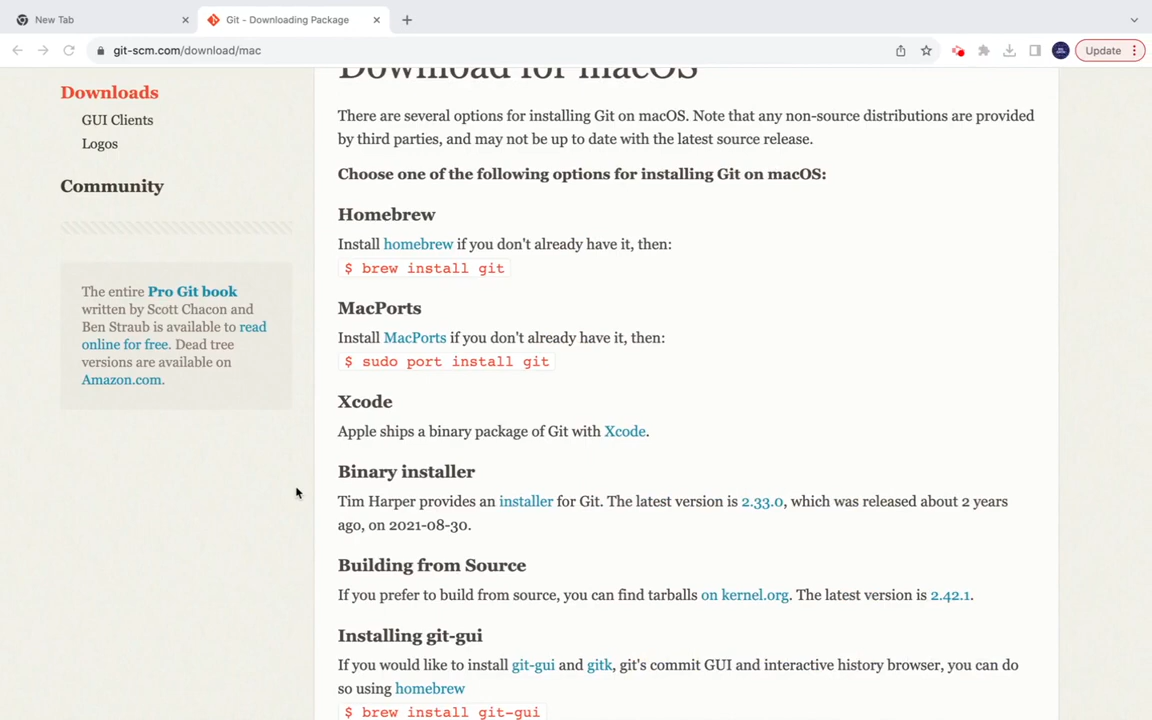 New Tab
Git - Downloading Package
git-scm.com/download/mac
Update
Download for macOS
Downloads
GUI Clients
Logos
Community
The entire Pro Git book
written by Scott Chacon and
Ben Straub is available to read
online for free. Dead tree
versions are available on
Amazon.com.
There are several options for installing Git on macOS. Note that any non-source distributions are provided
by third parties, and may not be up to date with the latest source release.
Choose one of the following options for installing Git on macOS:
Homebrew
Install homebrew if you don't already have it, then:
$ brew install git
MacPorts
Install MacPorts if you don't already have it, then:
$ sudo port install git
Xcode
Apple ships a binary package of Git with Xcode.
Binary installer
Tim Harper provides an installer for Git. The latest version is 2.33.0, which was released about 2 years
ago, on 2021-08-30.
Building from Source
If you prefer to build from source, you can find tarballs on kernel.org. The latest version is 2.42.1.
Installing git-gui
If you would like to install git-gui and gitk, git's commit GUI and interactive history browser, you can do
so using homebrew
$ brew install git-gui